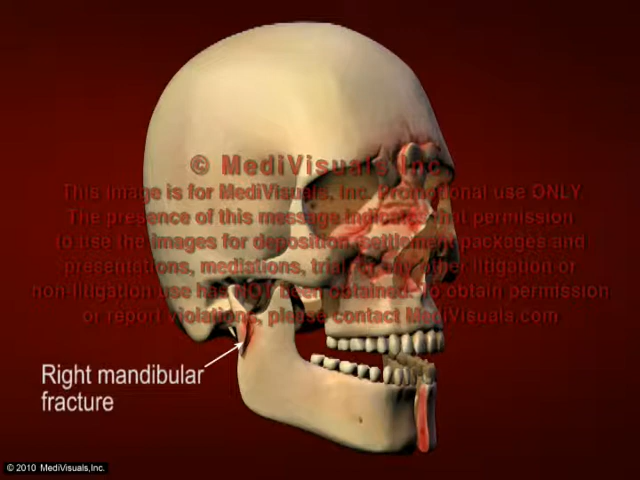 © MediVisuals Inc.
This image is for MediVisuals, Inc. Promotional use ONLY
The presence of this message indicates that permission
to use the images for deposition, settlement packages and
presentations, mediations, trial or any other litigation or
non-litigation use has NOT been obtained. To obtain permission
or report violations, please contact MediVisuals.com
Right mandibular
fracture
© 2010 MediVisuals,Inc.